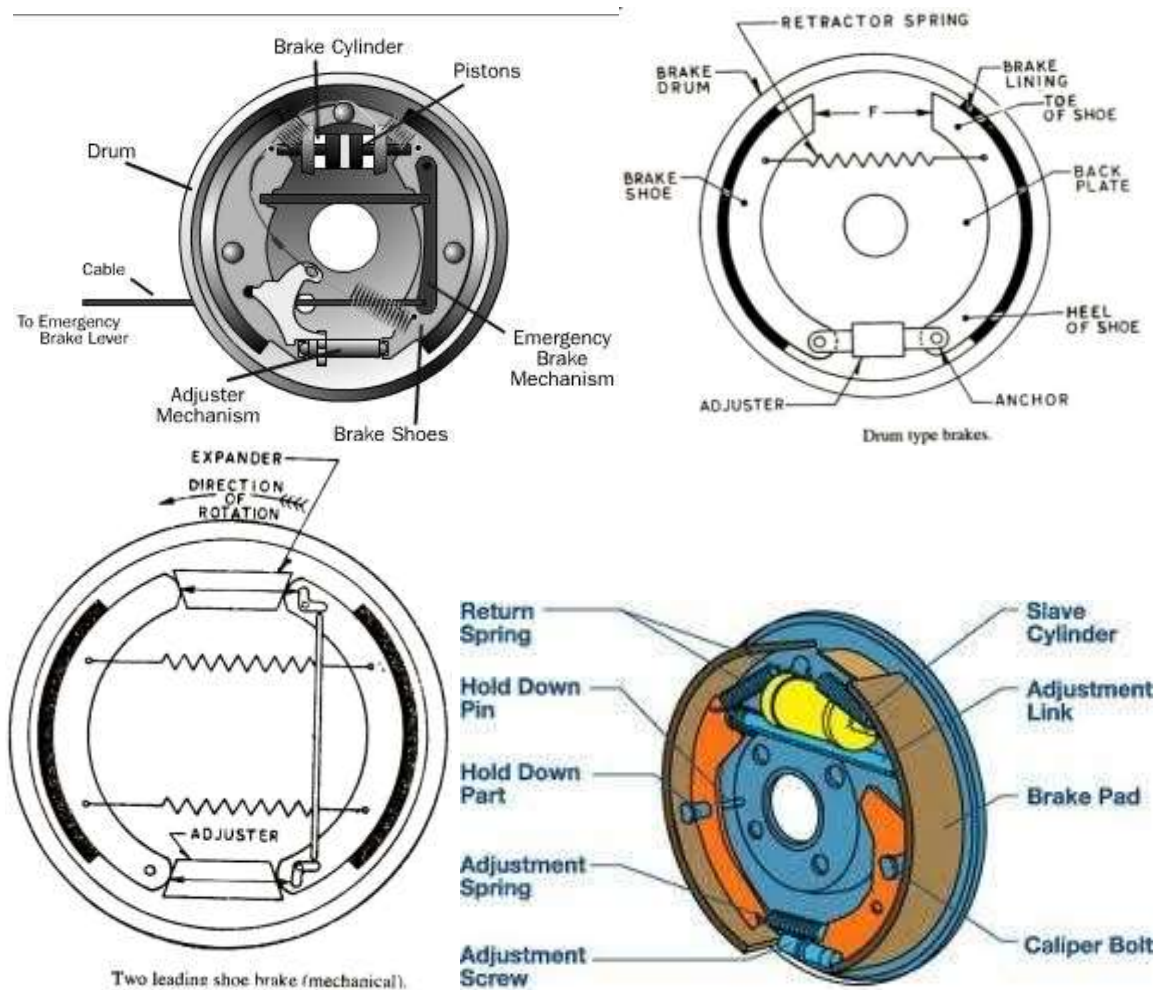 Brake Cylinder
Pistons
Drum
Cable
To Emergency
Brake Lever
Adjuster
Mechanism
Emergency
Brake
Mechanism
Brake Shoes
RETRACTOR SPRING
BRAKE
DRUM
BRAKE
LINING
TOE
OF SHOE
F
BRAKE
SHOE
BACK
PLATE
HEEL
OF SHOE
ADJUSTER
ANCHOR
Drum type brakes.
EXPANDER
DIRECTION
OF
ROTATION
ADJUSTER
Two leading shoe brake (mechanical).
Return
Spring
Slave
Cylinder
Hold Down
Pin
Adjustment
Link
Hold Down
Part
Brake Pad
Adjustment
Spring
Caliper Bolt
Adjustment
Screw